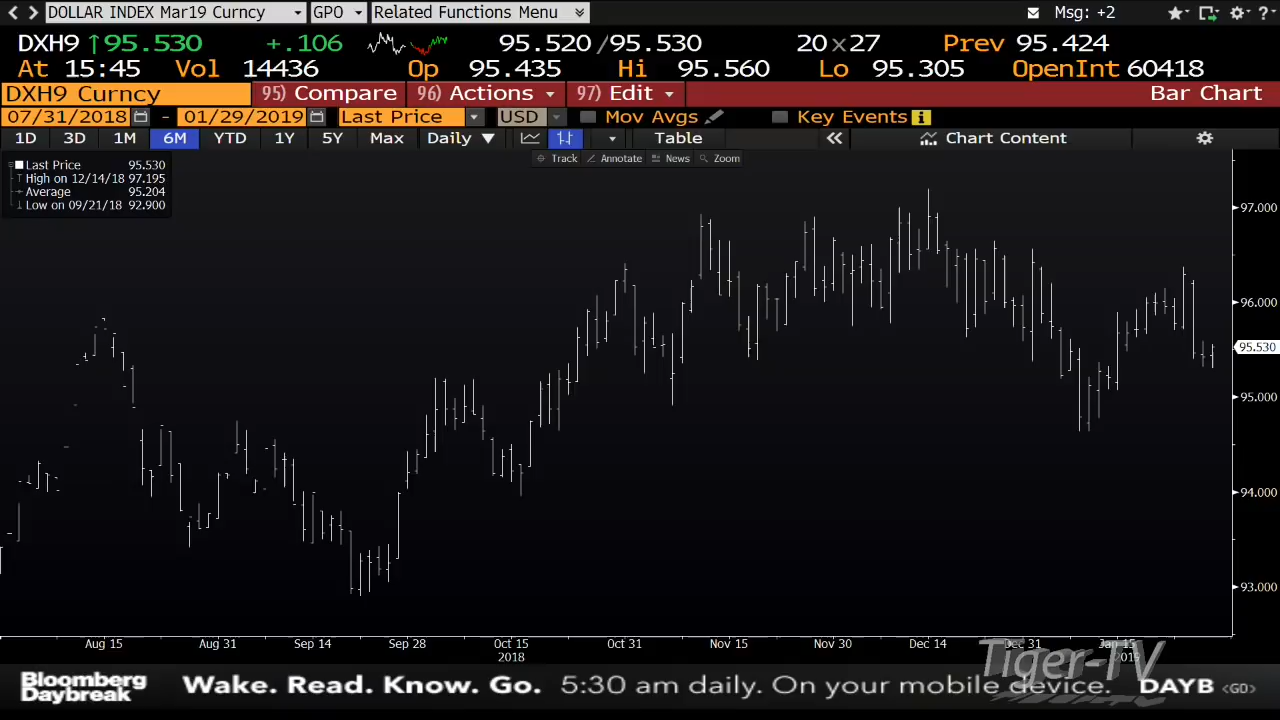 DOLLAR INDEX Mar19 Curncy GPO Related Functions Menu Msg: +2
DXH9 ↑95.530 +.106 95.520/95.530 20x27 Prev 95.424
At 15:45 Vol 14436 Op 95.435 Hi 95.560 Lo 95.305 OpenInt 60418
DXH9 Curncy 95) Compare 96) Actions 97) Edit Bar Chart
07/31/2018 - 01/29/2019 Last Price USD Mov Avgs Key Events
1D 3D 1M 6M YTD 1Y 5Y Max Daily ▼ Table « Chart Content
Track Annotate News Zoom
Last Price 95.530
High on 12/14/18 97.195
Average 95.204
Low on 09/21/18 92.900
97.000
96.000
95.530
95.000
94.000
93.000
Aug 15 Aug 31 Sep 14 Sep 28 Oct 15 Oct 31 Nov 15 Nov 30 Dec 14 Dec 31 Jan 15
2018 2019
Tiger-TV
Bloomberg
Daybreak
Wake. Read. Know. Go. 5:30 am daily. On your mobile device. DAYB <GO>